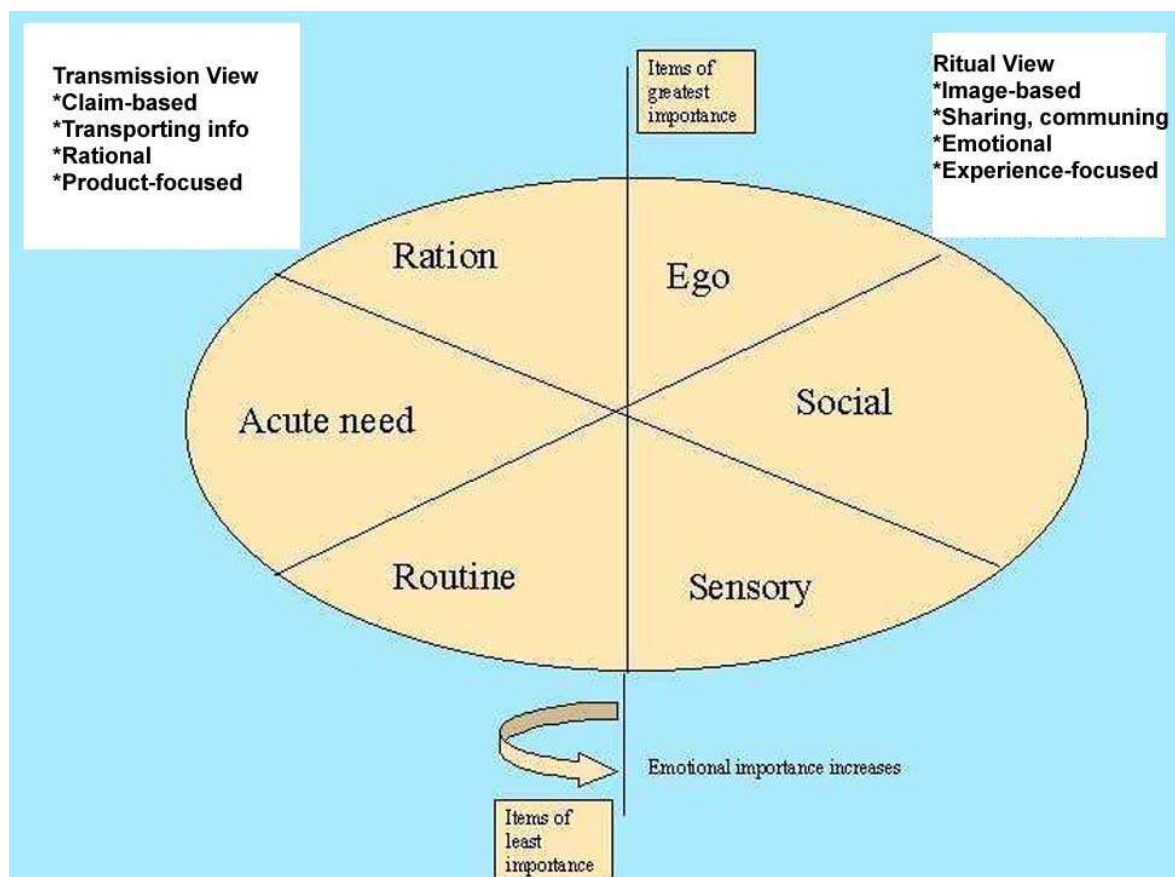 Transmission View
*Claim-based
*Transporting info
*Rational
*Product-focused
Items of
greatest
importance
Ritual View
*Image-based
*Sharing, communing
*Emotional
*Experience-focused
Ration
Ego
Acute need
Social
Routine
Sensory
Emotional importance increases
Items of
least
importance